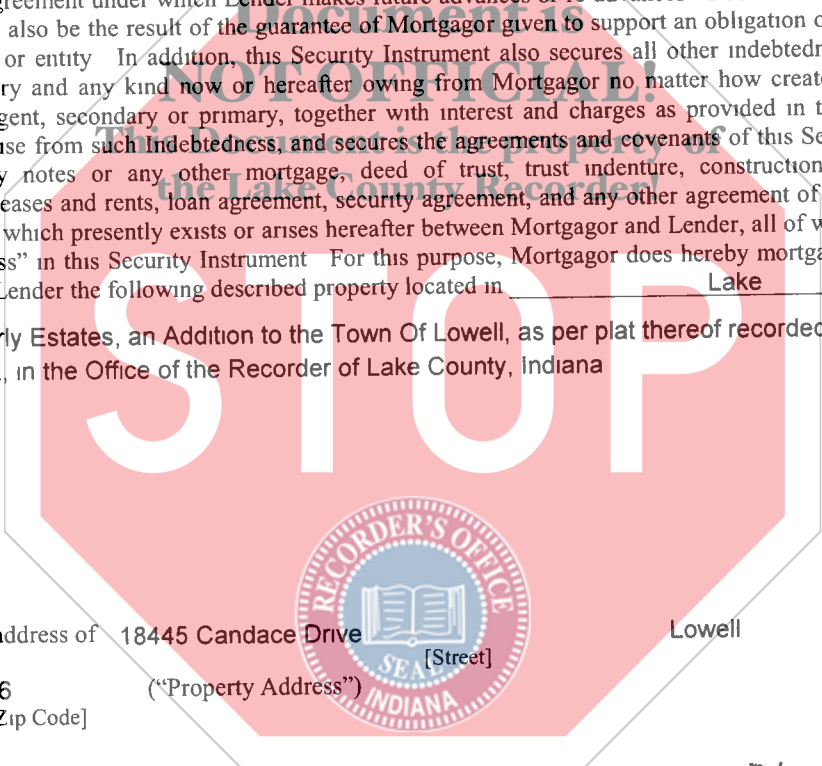 agreement under which Lender makes future advances or re-advances
also be the result of the guarantee of Mortgagor given to support an obligation
or entity In addition, this Security Instrument also secures all other indebtedn
ry and any kind now or hereafter owing from Mortgagor no matter how create
gent, secondary or primary, together with interest and charges as provided in t
ise from such Indebtedness, and secures the agreements and covenants of this Se
y notes or any other mortgage, deed of trust, trust indenture, construction
eases and rents, loan agreement, security agreement, and any other agreement of
which presently exists or arises hereafter between Mortgagor and Lender, all of w
ss" in this Security Instrument For this purpose, Mortgagor does hereby mortga
Lender the following described property located in Lake
rly Estates, an Addition to the Town Of Lowell, as per plat thereof recorded
, in the Office of the Recorder of Lake County, Indiana
Document is
NOT OFFICIAL!
This Document is the property of
the Lake County Recorder!
STOP
RECORDER'S OFFICE
SEAL
INDIANA
address of 18445 Candace Drive Lowell
[Street]
6 ("Property Address")
Zip Code]